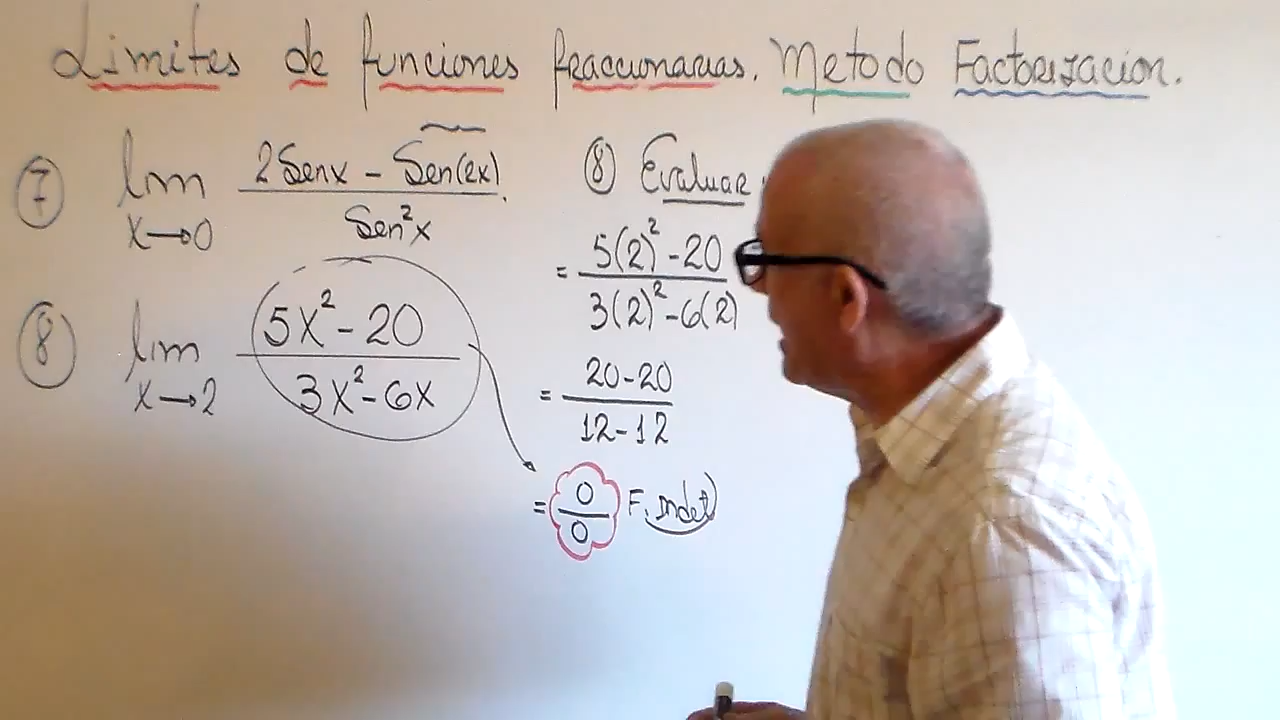 Limites de funciones fraccionarias. Metodo Factorizacion.
7 lim x→0 2Senx - Sen(2x) / Sen²x
8 lim x→2 5x² - 20 / 3x² - 6x
8 Evaluar:
= 5(2)² - 20 / 3(2)² - 6(2)
= 20 - 20 / 12 - 12
= 0 / 0 F. indet